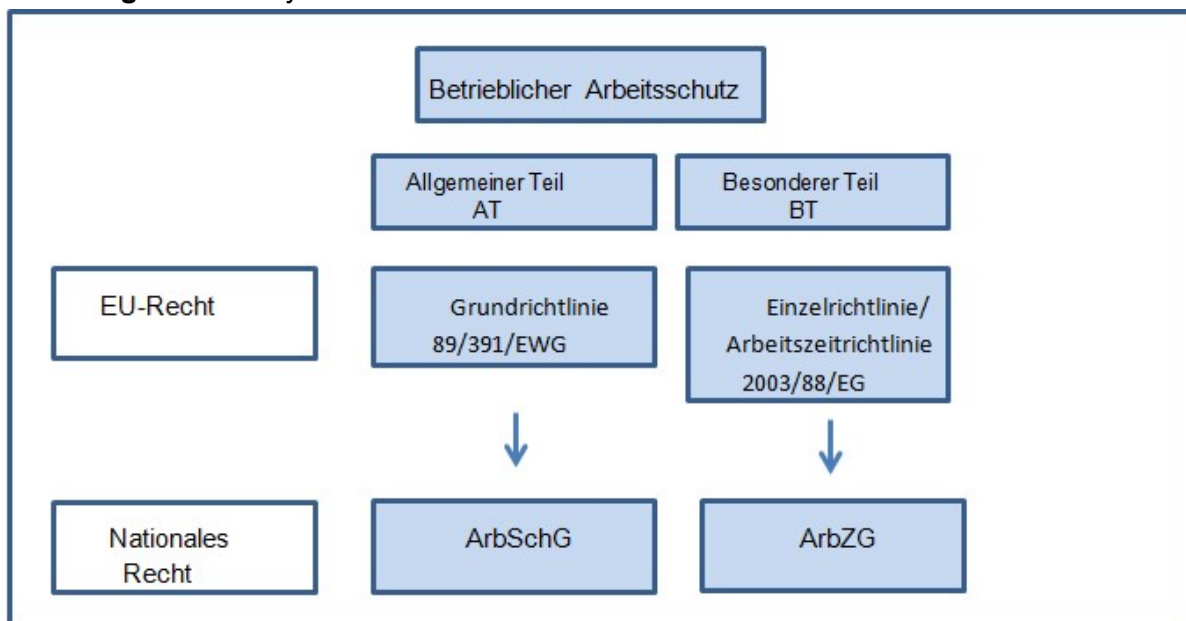 Betrieblicher Arbeitsschutz
Allgemeiner Teil
AT
Besonderer Teil
BT
EU-Recht
Grundrichtlinie
89/391/EWG
Einzelrichtlinie/
Arbeitszeitrichtlinie
2003/88/EG
Nationales
Recht
ArbSchG
ArbZG